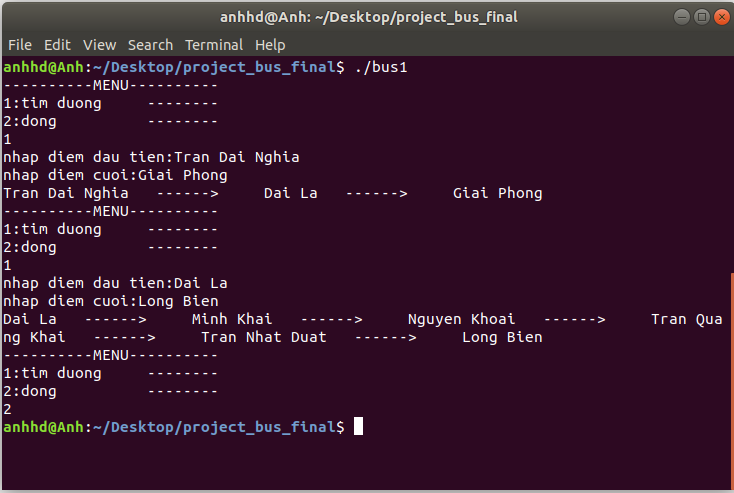 anhhd@Anh: ~/Desktop/project_bus_final
File Edit View Search Terminal Help
anhhd@Anh:~/Desktop/project_bus_final$ ./bus1
----------MENU----------
1:tim duong     --------
2:dong          --------
1
nhap diem dau tien:Tran Dai Nghia
nhap diem cuoi:Giai Phong
Tran Dai Nghia   ------>     Dai La   ------>     Giai Phong
----------MENU----------
1:tim duong     --------
2:dong          --------
1
nhap diem dau tien:Dai La
nhap diem cuoi:Long Bien
Dai La   ------>     Minh Khai   ------>     Nguyen Khoai   ------>     Tran Qua
ng Khai   ------>     Tran Nhat Duat   ------>     Long Bien
----------MENU----------
1:tim duong     --------
2:dong          --------
2
anhhd@Anh:~/Desktop/project_bus_final$